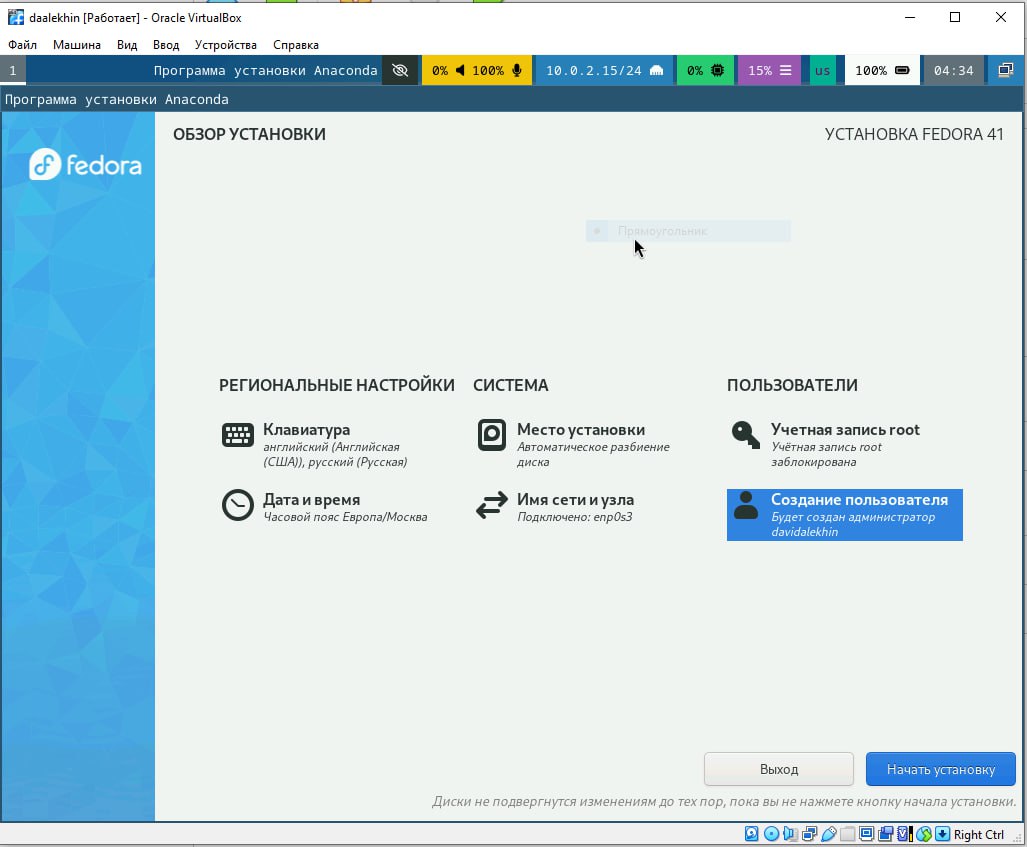 daalekhin [Работает] - Oracle VirtualBox
Файл Машина Вид Ввод Устройства Справка
1 Программа установки Anaconda 0% 100% 10.0.2.15/24 0% 15% us 100% 04:34
Программа установки Anaconda
fedora
ОБЗОР УСТАНОВКИ УСТАНОВКА FEDORA 41
Прямоугольник
РЕГИОНАЛЬНЫЕ НАСТРОЙКИ СИСТЕМА ПОЛЬЗОВАТЕЛИ
Клавиатура
английский (Английская
(США)), русский (Русская)
Место установки
Автоматическое разбиение
диска
Учетная запись root
Учётная запись root
заблокирована
Дата и время
Часовой пояс Европа/Москва
Имя сети и узла
Подключено: enp0s3
Создание пользователя
Будет создан администратор
davidalekhin
Выход Начать установку
Диски не подвергнутся изменениям до тех пор, пока вы не нажмете кнопку начала установки.
Right Ctrl